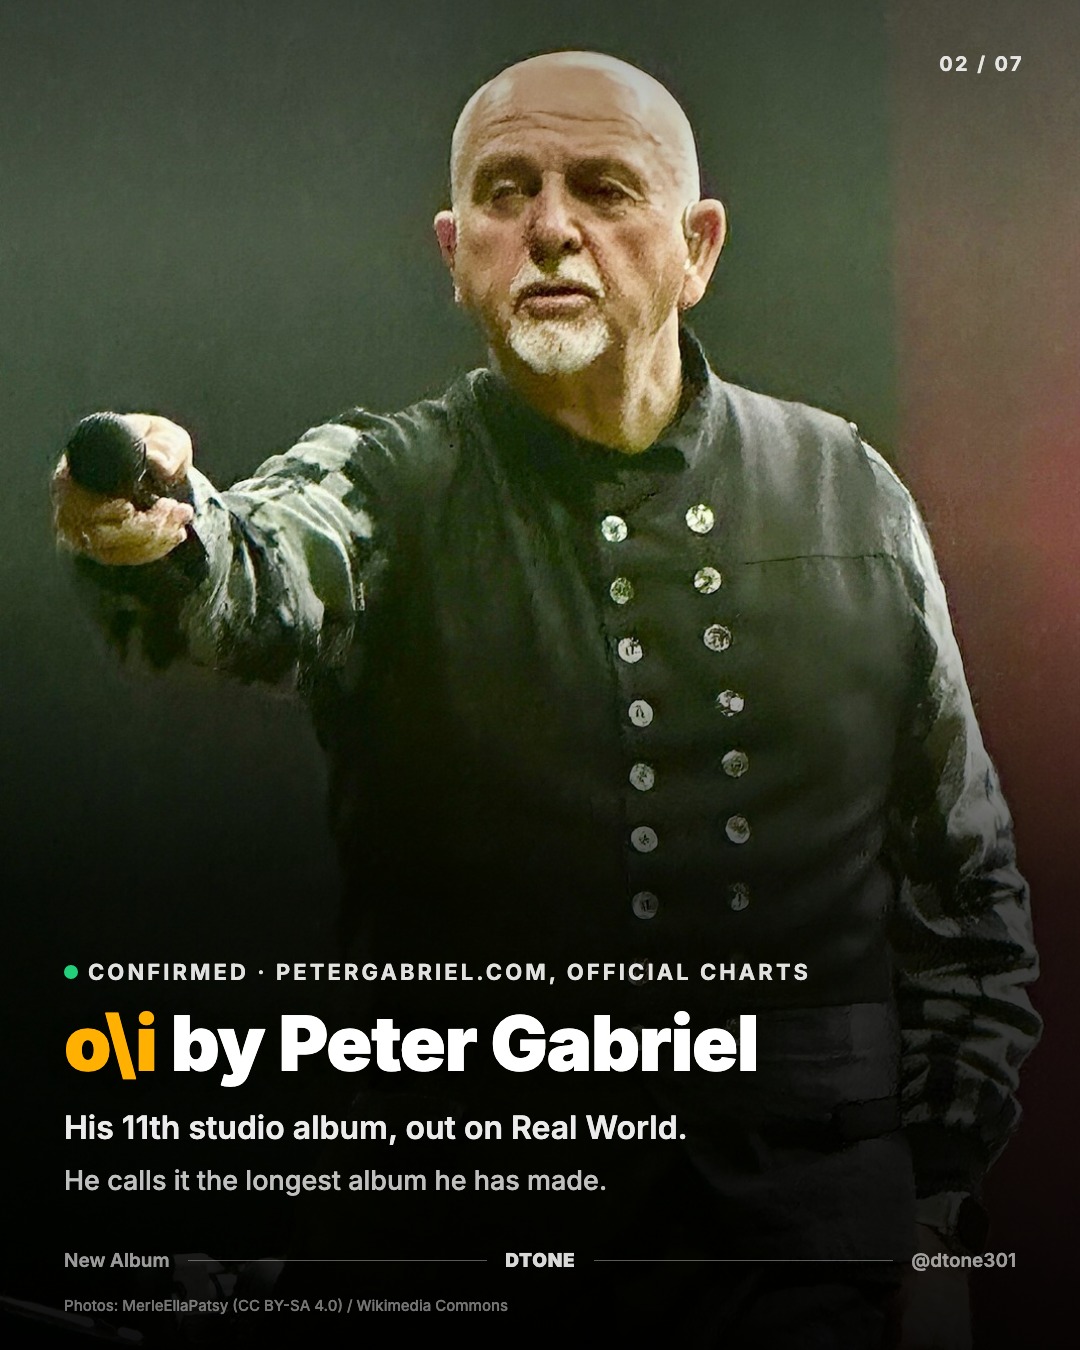 02 / 07
CONFIRMED · PETERGABRIEL.COM, OFFICIAL CHARTS
o\i by Peter Gabriel
His 11th studio album, out on Real World.
He calls it the longest album he has made.
New Album DTONE @dtone301
Photos: MerleEllaPatsy (CC BY-SA 4.0) / Wikimedia Commons